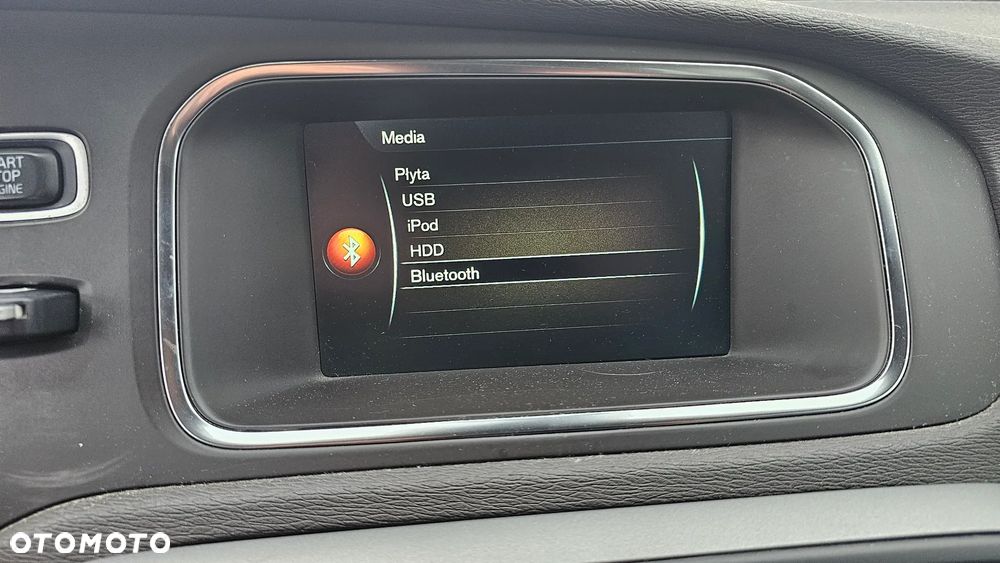 Media
Płyta
USB
iPod
HDD
Bluetooth
ART
TOP
GINE
OTOMOTO